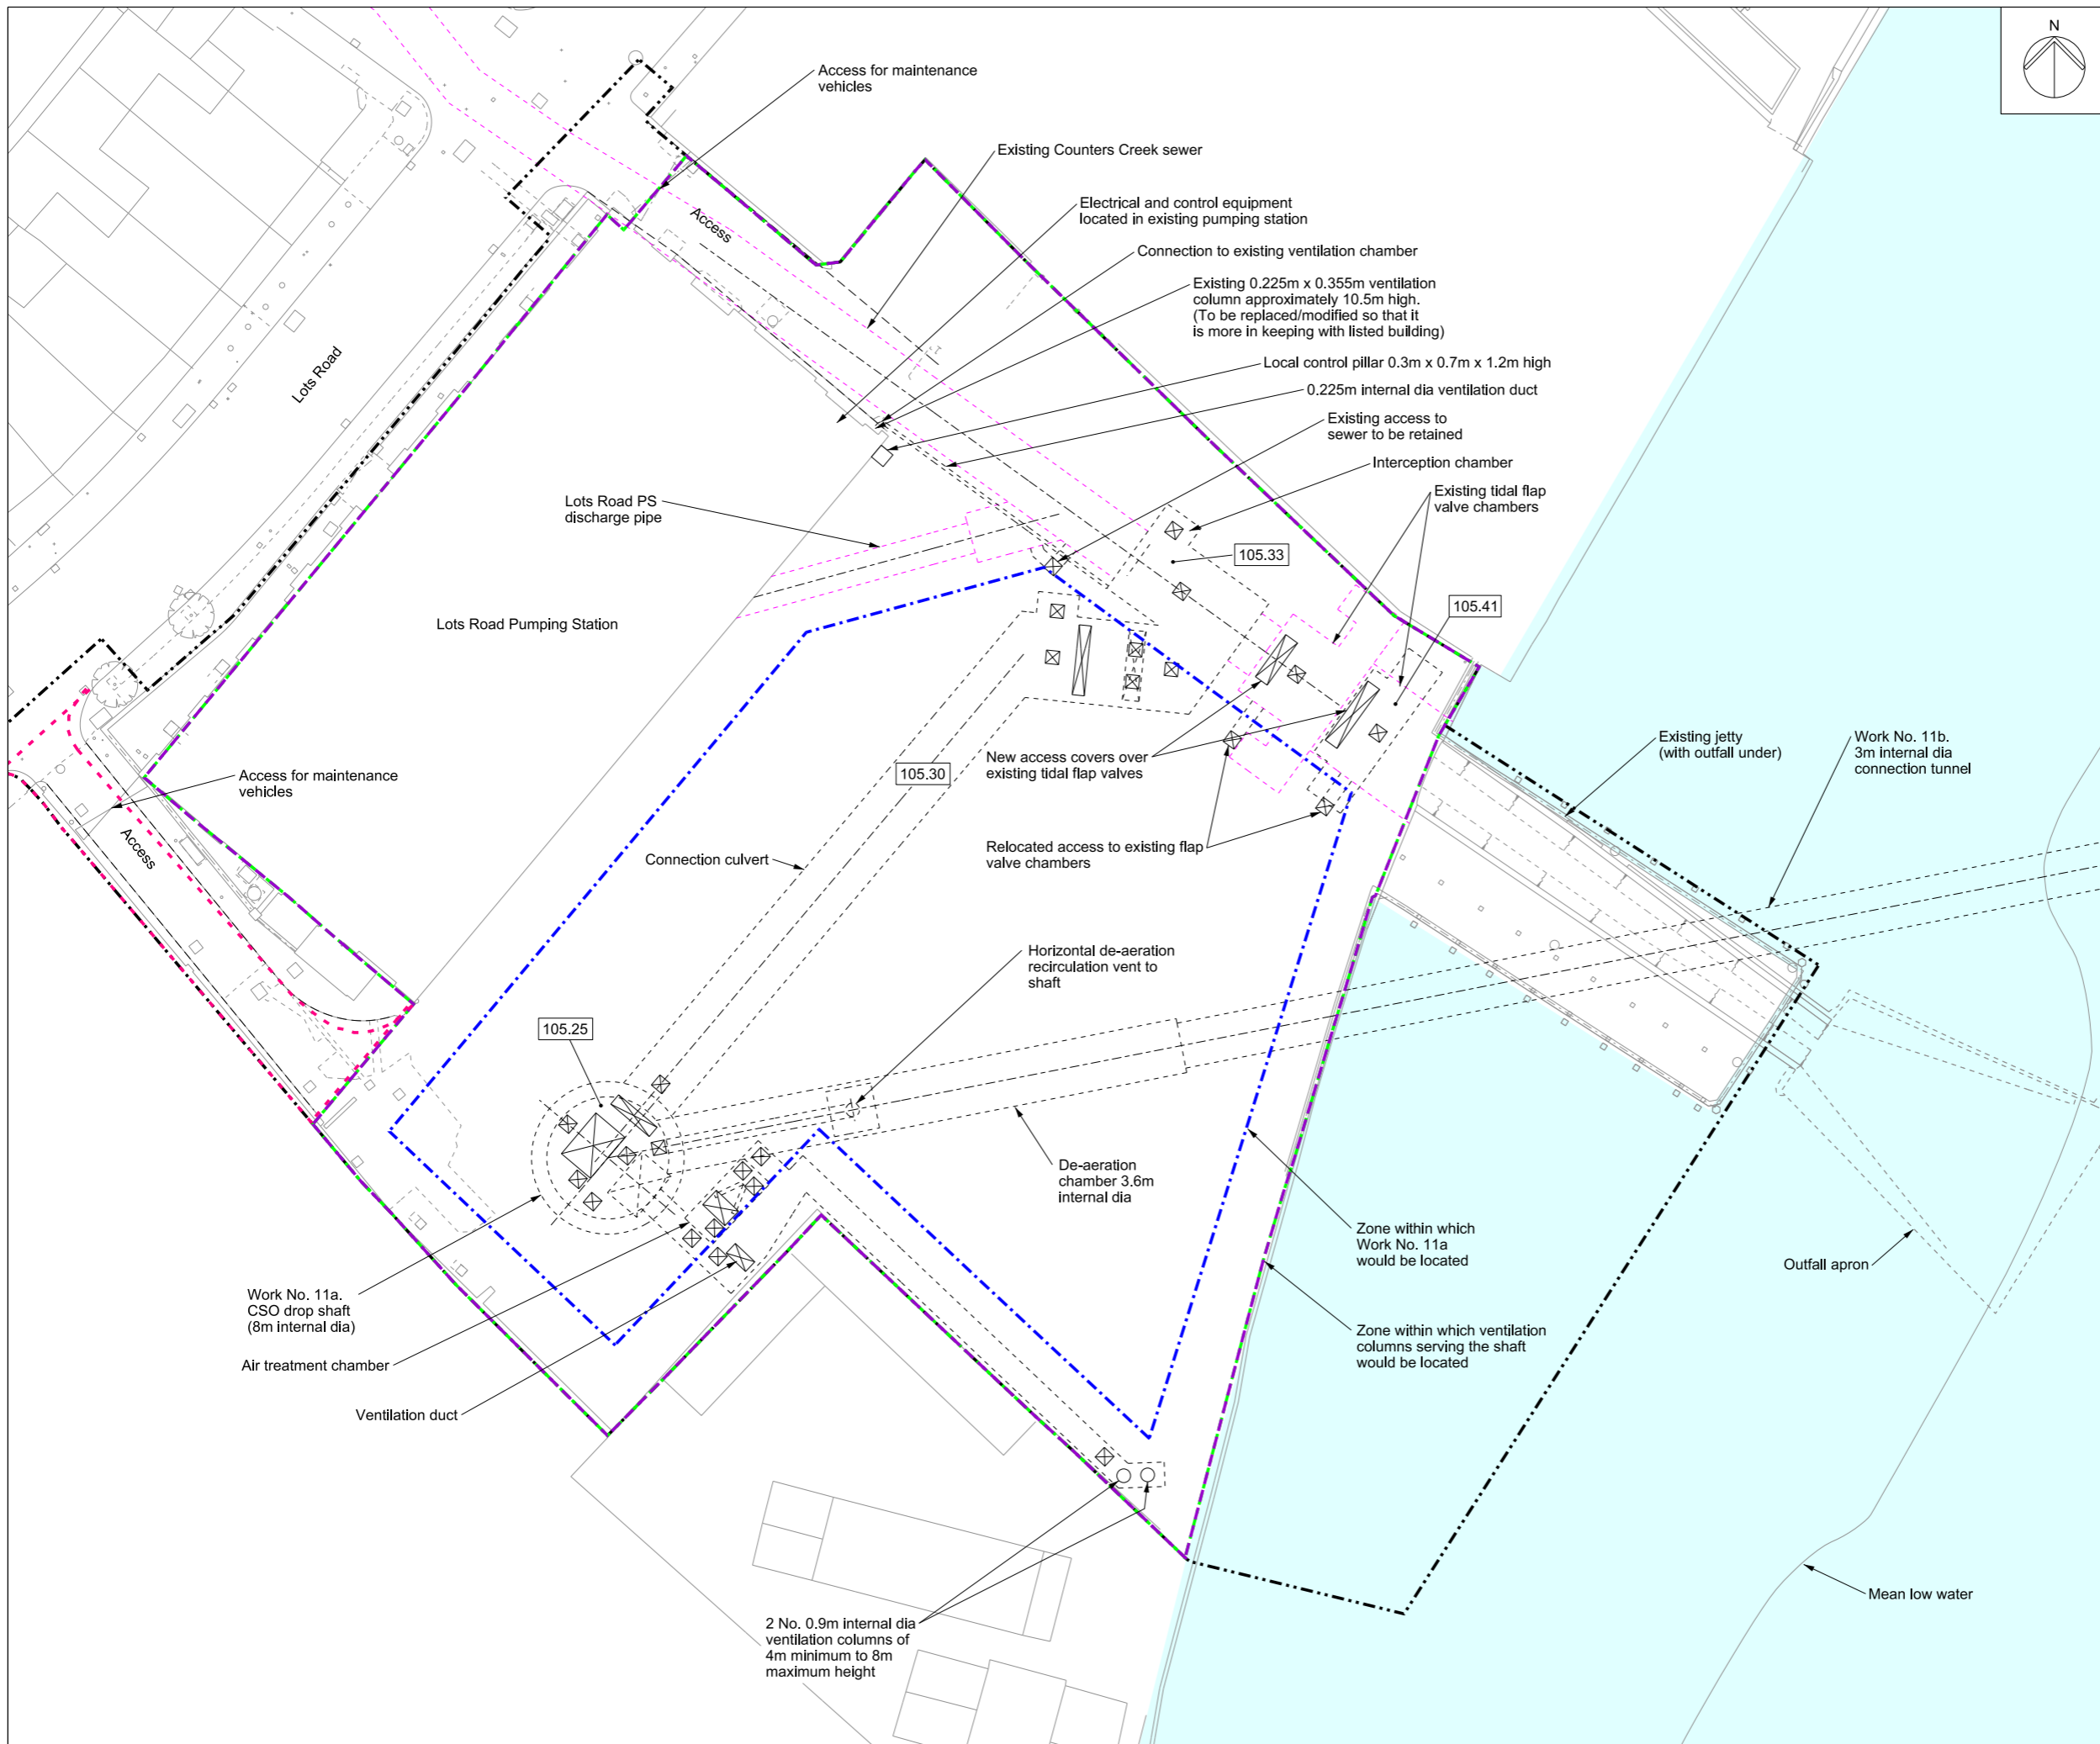 N
Access for maintenance
vehicles
Existing Counters Creek sewer
Electrical and control equipment
located in existing pumping station
Access
Connection to existing ventilation chamber
Existing 0.225m x 0.355m ventilation
column approximately 10.5m high.
(To be replaced/modified so that it
is more in keeping with listed building)
Lots Road
Local control pillar 0.3m x 0.7m x 1.2m high
0.225m internal dia ventilation duct
Existing access to
sewer to be retained
Interception chamber
Existing tidal flap
valve chambers
Lots Road PS
discharge pipe
105.33
105.41
Lots Road Pumping Station
New access covers over
existing tidal flap valves
105.30
Existing jetty
(with outfall under)
Work No. 11b.
3m internal dia
connection tunnel
Access for maintenance
vehicles
Access
Connection culvert
Relocated access to existing flap
valve chambers
Horizontal de-aeration
recirculation vent to
shaft
105.25
De-aeration
chamber 3.6m
internal dia
Zone within which
Work No. 11a
would be located
Outfall apron
Work No. 11a.
CSO drop shaft
(8m internal dia)
Zone within which ventilation
columns serving the shaft
would be located
Air treatment chamber
Ventilation duct
Mean low water
2 No. 0.9m internal dia
ventilation columns of
4m minimum to 8m
maximum height